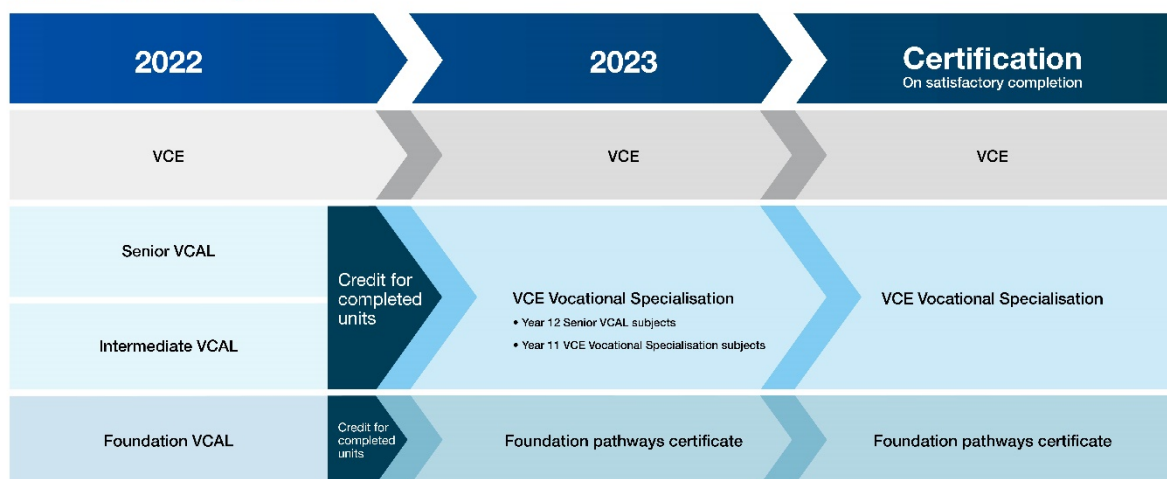 2022
2023
Certification
On satisfactory completion
VCE
VCE
VCE
Senior VCAL
Intermediate VCAL
Credit for
completed
units
VCE Vocational Specialisation
• Year 12 Senior VCAL subjects
• Year 11 VCE Vocational Specialisation subjects
VCE Vocational Specialisation
Foundation VCAL
Credit for
completed
units
Foundation pathways certificate
Foundation pathways certificate